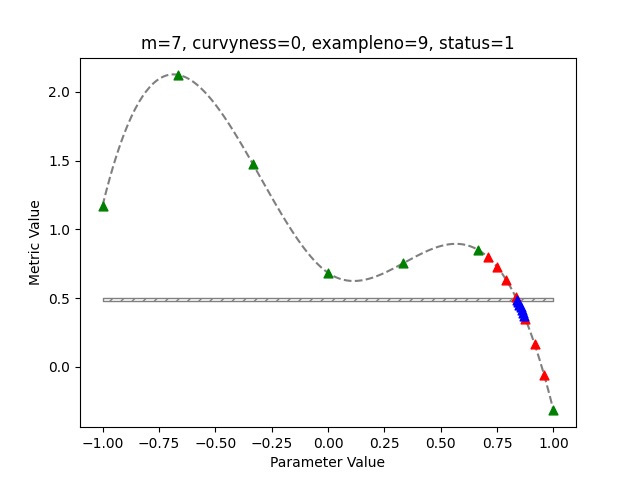 m=7, curvyness=0, exampleno=9, status=1
Metric Value
2.0
1.5
1.0
0.5
0.0
−1.00 −0.75 −0.50 −0.25 0.00 0.25 0.50 0.75 1.00
Parameter Value